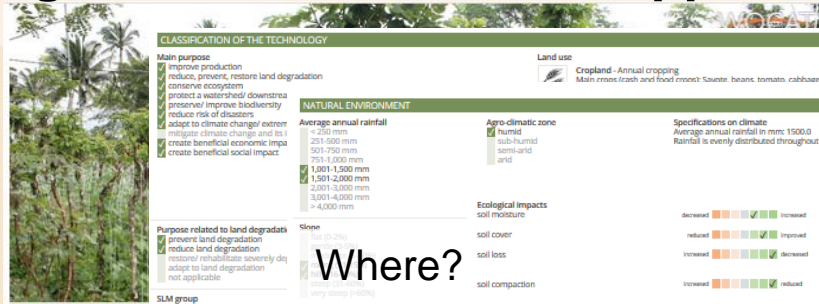 CLASSIFICATION OF THE TECHNOLOGY
Main purpose
improve production
reduce, prevent, restore land degradation
conserve ecosystem
protect a watershed/ downstrea
preserve/ improve biodiversity
reduce risk of disasters
adapt to climate change/ extrem
mitigate climate change and its i
create beneficial economic impa
create beneficial social impact
Purpose related to land degradati
prevent land degradation
reduce land degradation
restore/ rehabilitate severely deg
adapt to land degradation
not applicable
SLM group
Land use
Cropland - Annual cropping
Main crops (cash and food crops): Sayote, beans, tomato, cabbage
NATURAL ENVIRONMENT
Average annual rainfall
< 250 mm
251-500 mm
501-750 mm
751-1,000 mm
1,001-1,500 mm
1,501-2,000 mm
2,001-3,000 mm
3,001-4,000 mm
> 4,000 mm
Slope
flat (0-2%)
very steep (>60%)
Agro-climatic zone
humid
sub-humid
semi-arid
arid
Specifications on climate
Average annual rainfall in mm: 1500.0
Rainfall is evenly distributed throughout
Ecological impacts
soil moisture
decreased increased
soil cover
reduced improved
soil loss
increased decreased
soil compaction
increased reduced
Where?